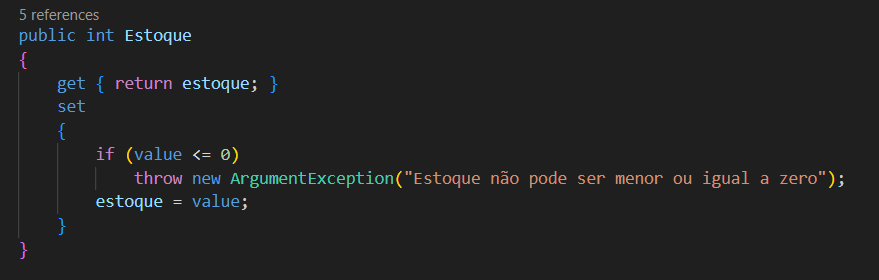 5 references
public int Estoque
{
get { return estoque; }
set
{
if (value <= 0)
throw new ArgumentException("Estoque não pode ser menor ou igual a zero");
estoque = value;
}
}